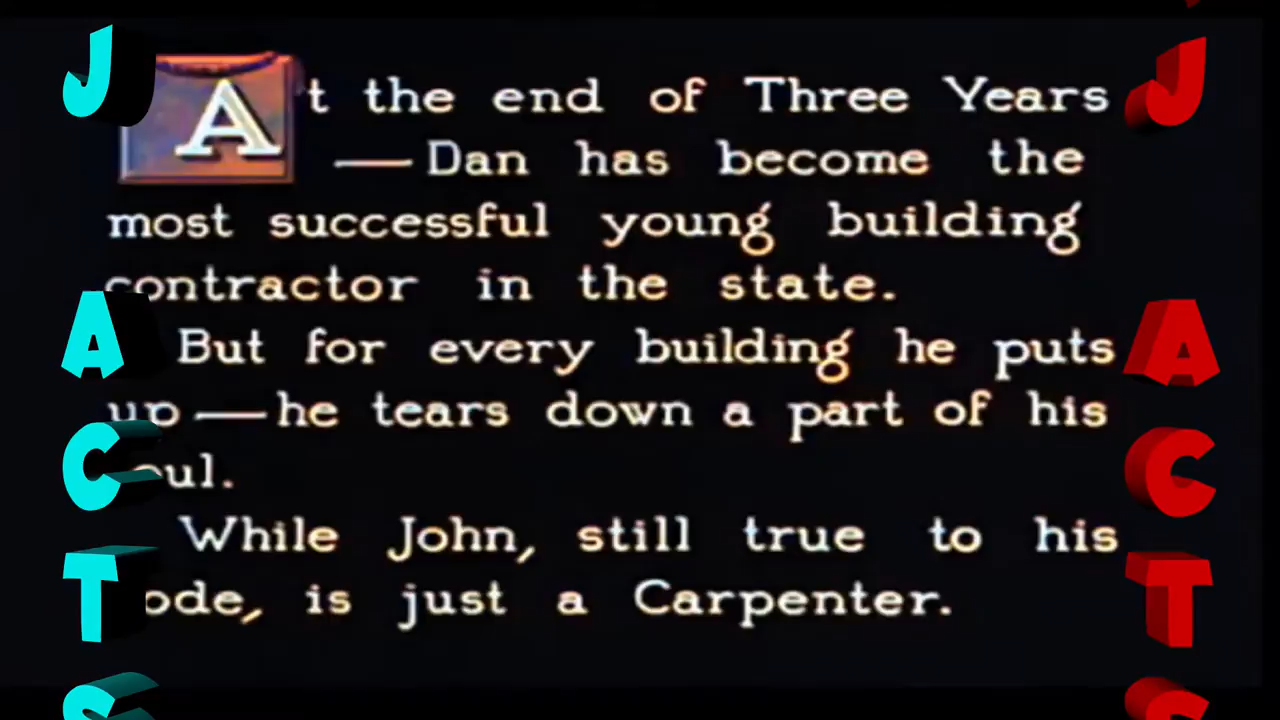 At the end of Three Years
— Dan has become the
most successful young building
contractor in the state.
But for every building he puts
up — he tears down a part of his
oul.
While John, still true to his
ode, is just a Carpenter.
J
A
C
T
S
J
A
C
T
S